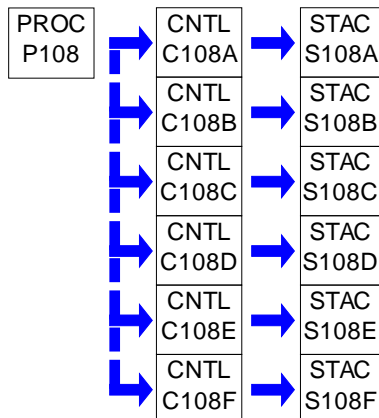 PROC
P108
CNTL
C108A
STAC
S108A
CNTL
C108B
STAC
S108B
CNTL
C108C
STAC
S108C
CNTL
C108D
STAC
S108D
CNTL
C108E
STAC
S108E
CNTL
C108F
STAC
S108F